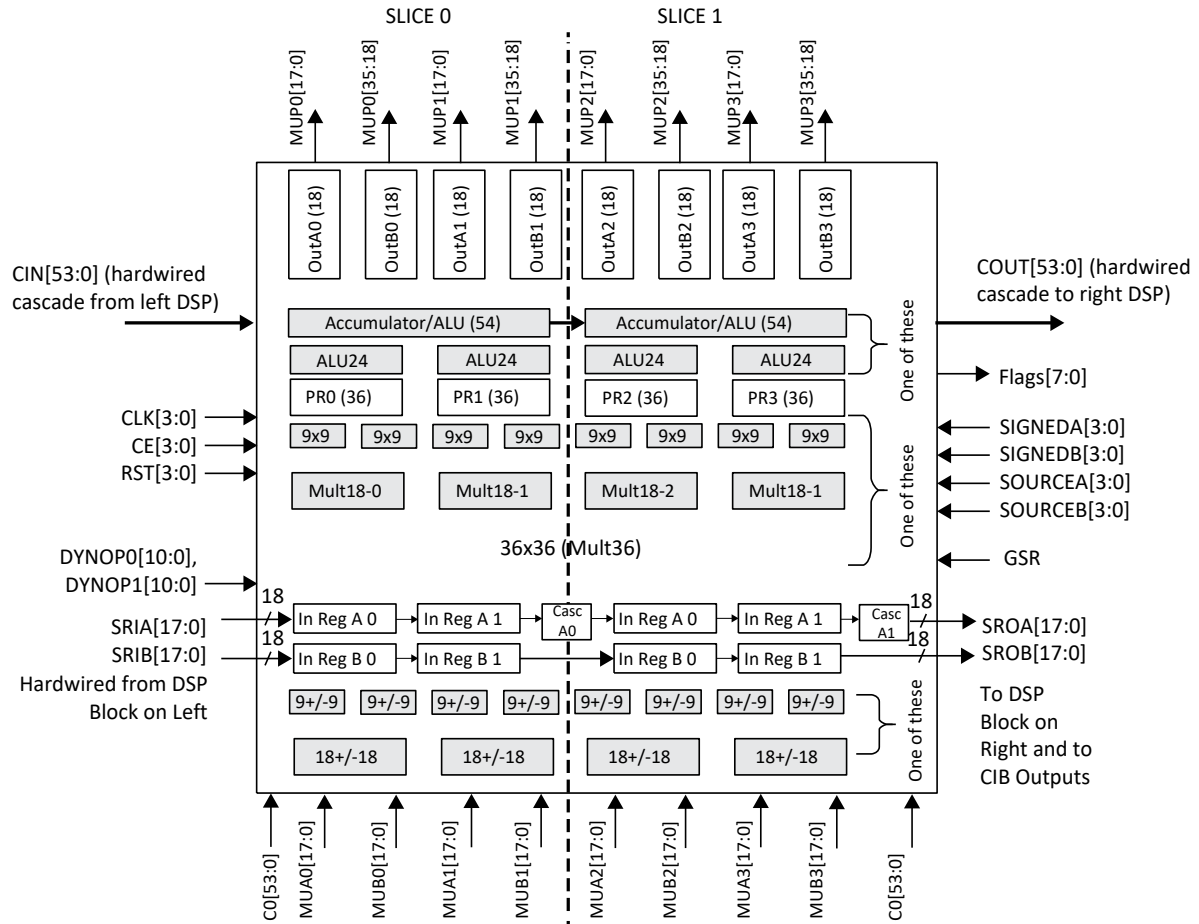 SLICE 0
SLICE 1
MUP0[17:0]
MUP0[35:18]
MUP1[17:0]
MUP1[35:18]
MUP2[17:0]
MUP2[35:18]
MUP3[17:0]
MUP3[35:18]
OutA0 (18)
OutB0 (18)
OutA1 (18)
OutB1 (18)
OutA2 (18)
OutB2 (18)
OutA3 (18)
OutB3 (18)
CIN[53:0] (hardwired
cascade from left DSP)
COUT[53:0] (hardwired
cascade to right DSP)
Accumulator/ALU (54)
Accumulator/ALU (54)
ALU24
ALU24
ALU24
ALU24
One of these
Flags[7:0]
PR0 (36)
PR1 (36)
PR2 (36)
PR3 (36)
CLK[3:0]
CE[3:0]
RST[3:0]
9x9
9x9
9x9
9x9
9x9
9x9
9x9
9x9
Mult18-0
Mult18-1
Mult18-2
Mult18-1
One of these
SIGNEDA[3:0]
SIGNEDB[3:0]
SOURCEA[3:0]
SOURCEB[3:0]
36x36 (Mult36)
GSR
DYNOP0[10:0],
DYNOP1[10:0]
18
SRIA[17:0]
18
SRIB[17:0]
Hardwired from DSP
Block on Left
In Reg A 0
In Reg A 1
Casc
A0
In Reg A 0
In Reg A 1
Casc
A1
18
SROA[17:0]
In Reg B 0
In Reg B 1
In Reg B 0
In Reg B 1
18
SROB[17:0]
9+/-9
9+/-9
9+/-9
9+/-9
9+/-9
9+/-9
9+/-9
9+/-9
18+/-18
18+/-18
18+/-18
18+/-18
One of these
To DSP
Block on
Right and to
CIB Outputs
C0[53:0]
MUA0[17:0]
MUB0[17:0]
MUA1[17:0]
MUB1[17:0]
MUA2[17:0]
MUB2[17:0]
MUA3[17:0]
MUB3[17:0]
C0[53:0]